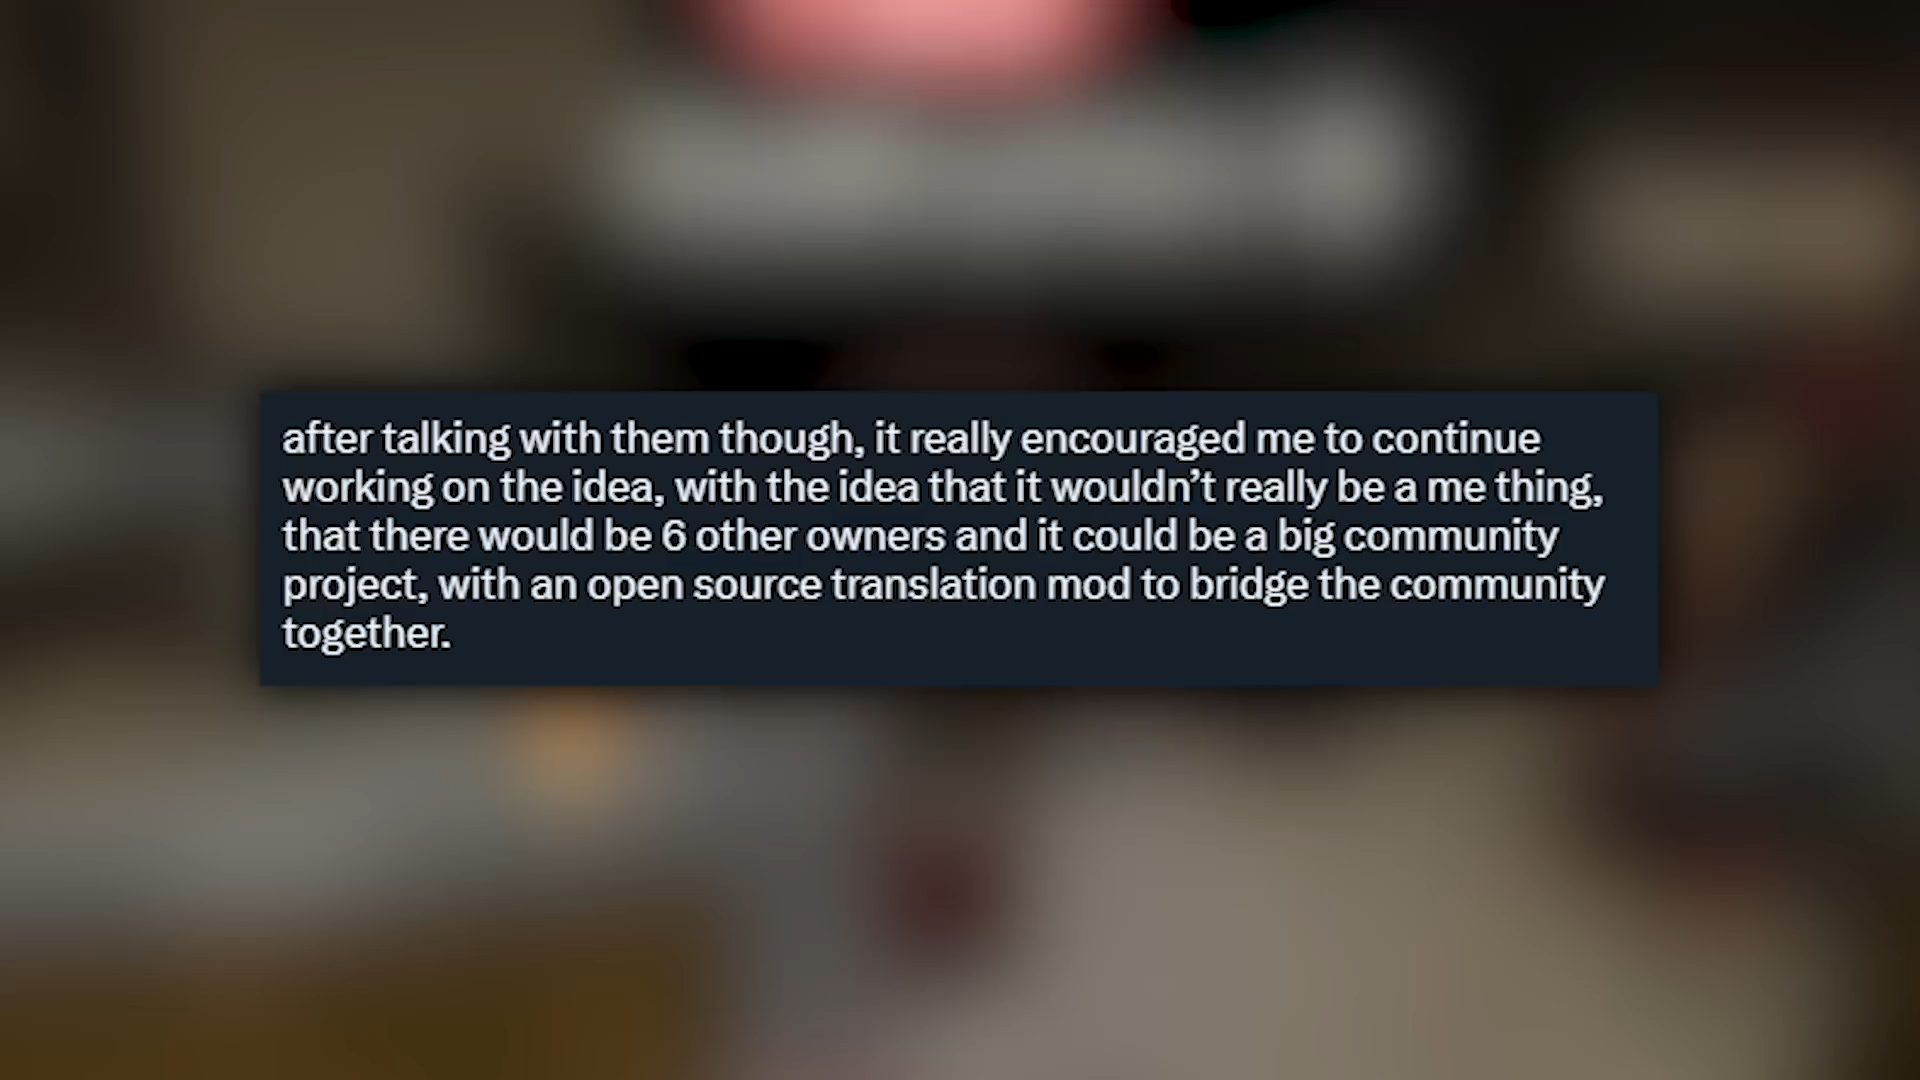 after talking with them though, it really encouraged me to continue
working on the idea, with the idea that it wouldn’t really be a me thing,
that there would be 6 other owners and it could be a big community
project, with an open source translation mod to bridge the community
together.